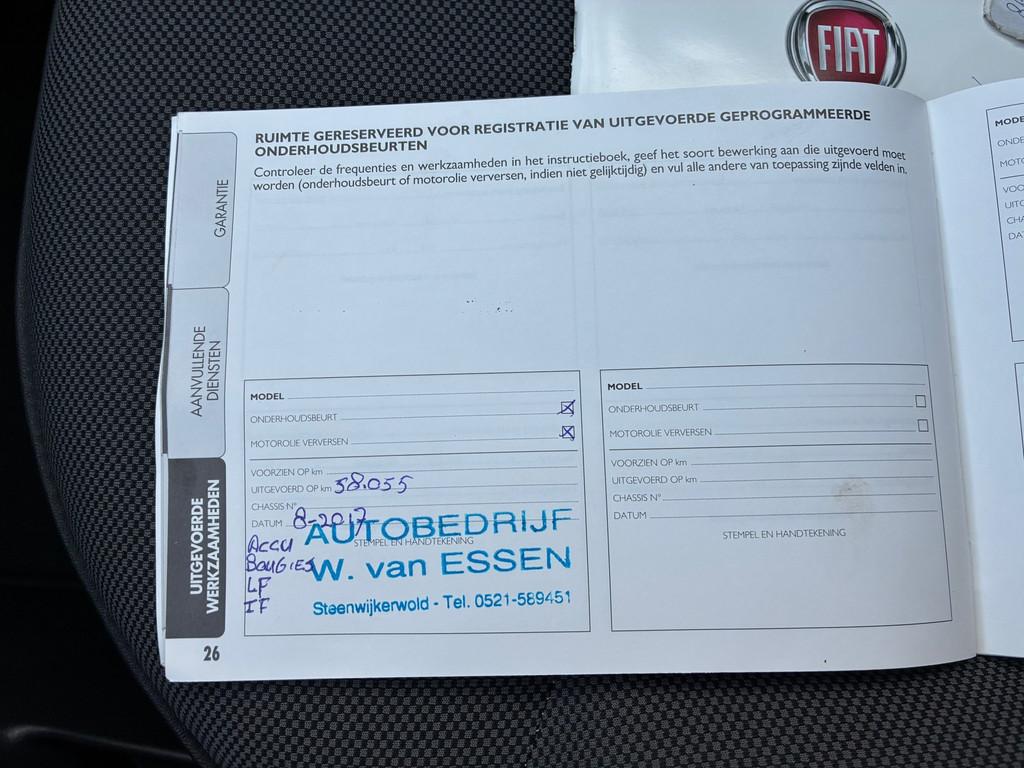 FIAT
RUIMTE GERESERVEERD VOOR REGISTRATIE VAN UITGEVOERDE GEPROGRAMMEERDE
ONDERHOUDSBEURTEN
Controleer de frequenties en werkzaamheden in het instructieboek, geef het soort bewerking aan die uitgevoerd moet
worden (onderhoudsbeurt of motorolie verversen, indien niet gelijktijdig) en vul alle andere van toepassing zijnde velden in.
GARANTIE
AANVULLENDE
DIENSTEN
UITGEVOERDE
WERKZAAMHEDEN
MODEL
ONDERHOUDSBEURT
MOTOROLIE VERVERSEN
VOORZIEN OP km
UITGEVOERD OP km 38.055
CHASSIS N°
DATUM 8-2017
STEMPEL EN HANDTEKENING
ACCU
BOUGIES
LF
IF
AUTOBEDRIJF
W. van ESSEN
Steenwijkerwold - Tel. 0521-589451
MODEL
ONDERHOUDSBEURT
MOTOROLIE VERVERSEN
VOORZIEN OP km
UITGEVOERD OP km
CHASSIS N°
DATUM
STEMPEL EN HANDTEKENING
26